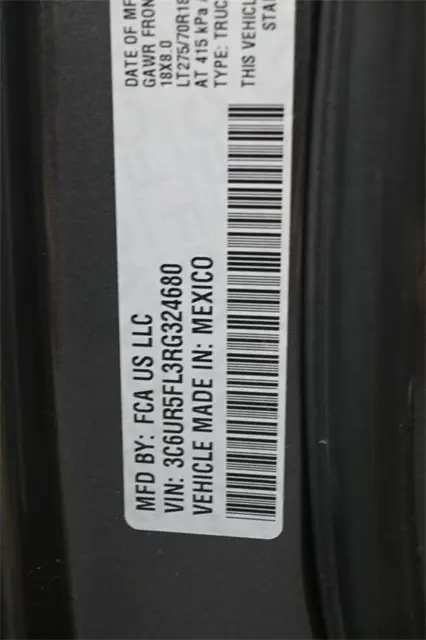 MFD BY: FCA US LLC
DATE OF MF
VIN: 3C6UR5FL3RG324680
GAWR FRON
18X8.0
VEHICLE MADE IN: MEXICO
LT275/70R18
AT 415 kPa
TYPE: TRUC
THIS VEHICL
STA